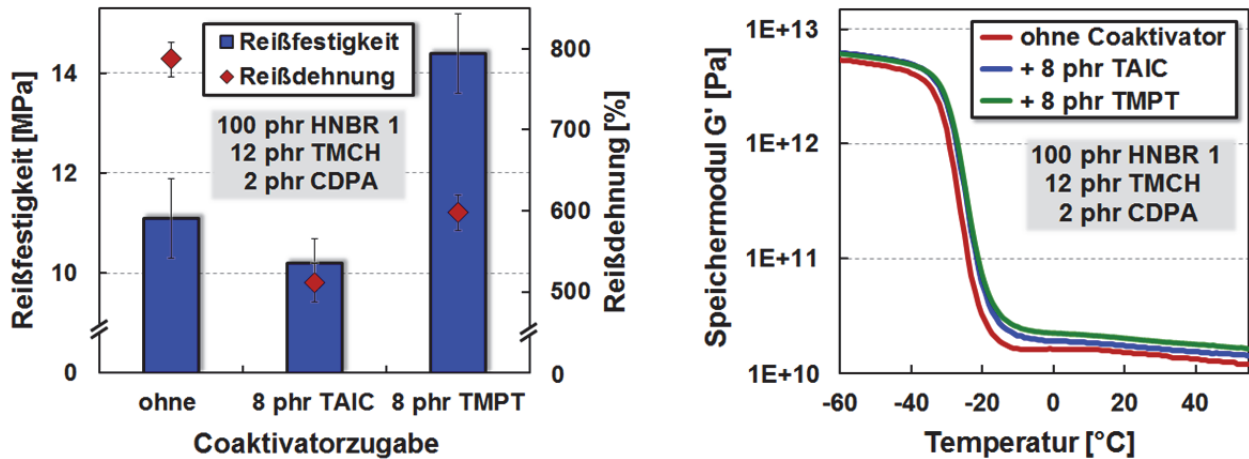 Reißfestigkeit [MPa]
14
12
10
0
Reißfestigkeit
Reißdehnung
100 phr HNBR 1
12 phr TMCH
2 phr CDPA
800
700
600
500
0
Reißdehnung [%]
ohne 8 phr TAIC 8 phr TMPT
Coaktivatorzugabe
Speichermodul G' [Pa]
1E+13
1E+12
1E+11
1E+10
ohne Coaktivator
+ 8 phr TAIC
+ 8 phr TMPT
100 phr HNBR 1
12 phr TMCH
2 phr CDPA
-60 -40 -20 0 20 40
Temperatur [°C]